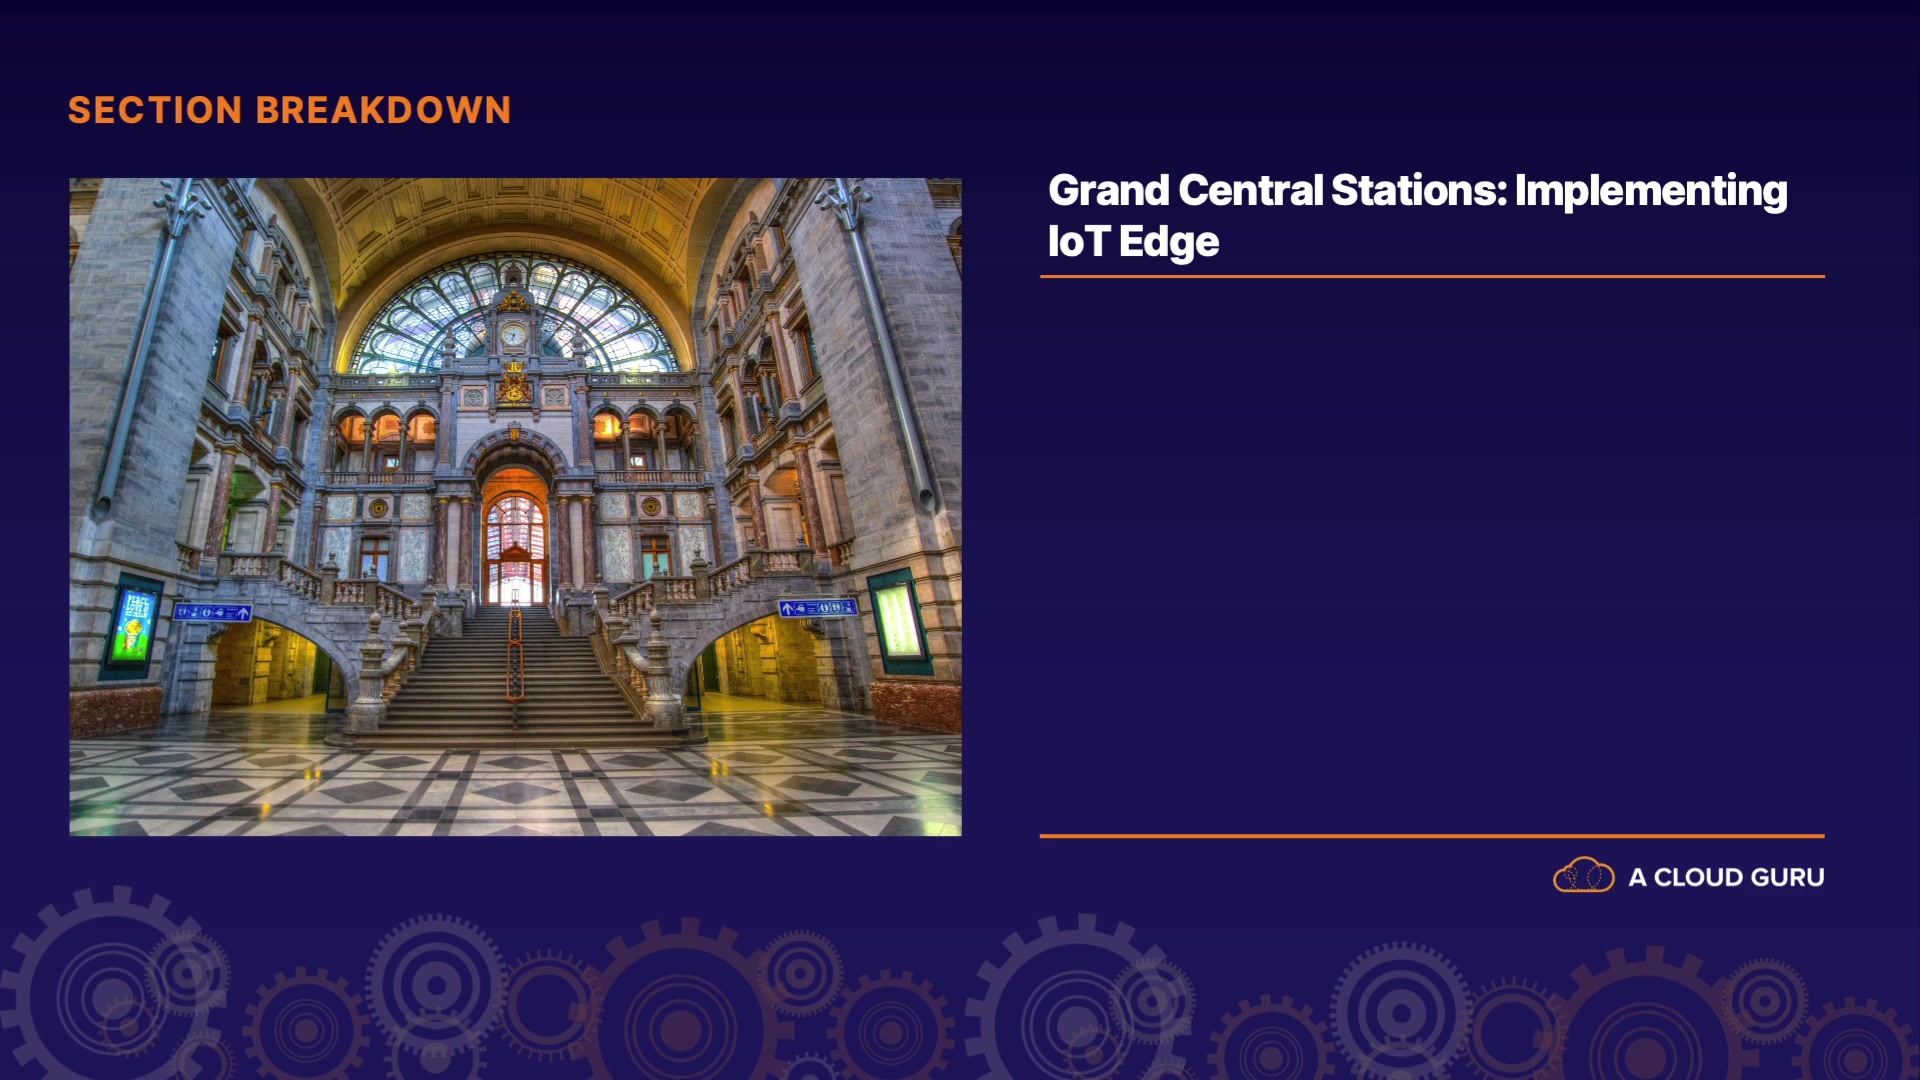 SECTION BREAKDOWN
Grand Central Stations: Implementing
IoT Edge
A CLOUD GURU